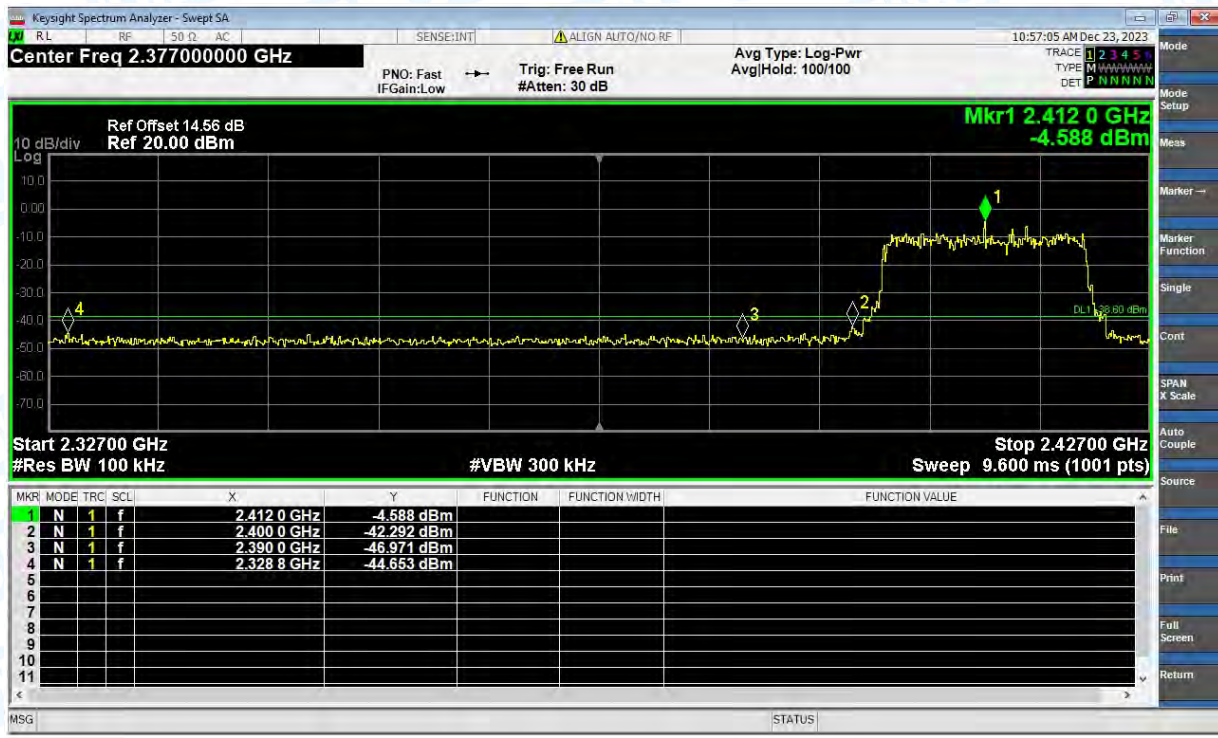 Keysight Spectrum Analyzer - Swept SA
RL RF 50 Ω AC SENSE:INT ALIGN AUTO/NO RF 10:57:05 AM Dec 23, 2023
Center Freq 2.377000000 GHz
PNO: Fast
IFGain:Low
Trig: Free Run
#Atten: 30 dB
Avg Type: Log-Pwr
Avg|Hold: 100/100
TRACE 1 2 3 4 5 6
TYPE M WWWWW
DET P N N N N N
Mkr1 2.412 0 GHz
-4.588 dBm
Ref Offset 14.56 dB
Ref 20.00 dBm
10 dB/div
Log
10.0
0.00
-10.0
-20.0
-30.0
-40.0
-50.0
-60.0
-70.0
1
2
3
4
Start 2.32700 GHz
Stop 2.42700 GHz
#Res BW 100 kHz
#VBW 300 kHz
Sweep 9.600 ms (1001 pts)
MKR MODE TRC SCL X Y FUNCTION FUNCTION WIDTH FUNCTION VALUE
1 N 1 f 2.412 0 GHz -4.588 dBm
2 N 1 f 2.400 0 GHz -42.292 dBm
3 N 1 f 2.390 0 GHz -46.971 dBm
4 N 1 f 2.328 8 GHz -44.653 dBm
5
6
7
8
9
10
11
MSG STATUS
Mode
Mode
Setup
Meas
Marker →
Marker
Function
Single
Cont
SPAN
X Scale
Auto
Couple
Source
File
Print
Full
Screen
Return